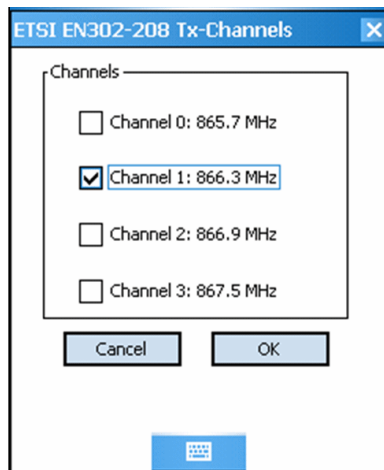 ETSI EN302-208 Tx-Channels
Channels
Channel 0: 865.7 MHz
Channel 1: 866.3 MHz
Channel 2: 866.9 MHz
Channel 3: 867.5 MHz
Cancel OK